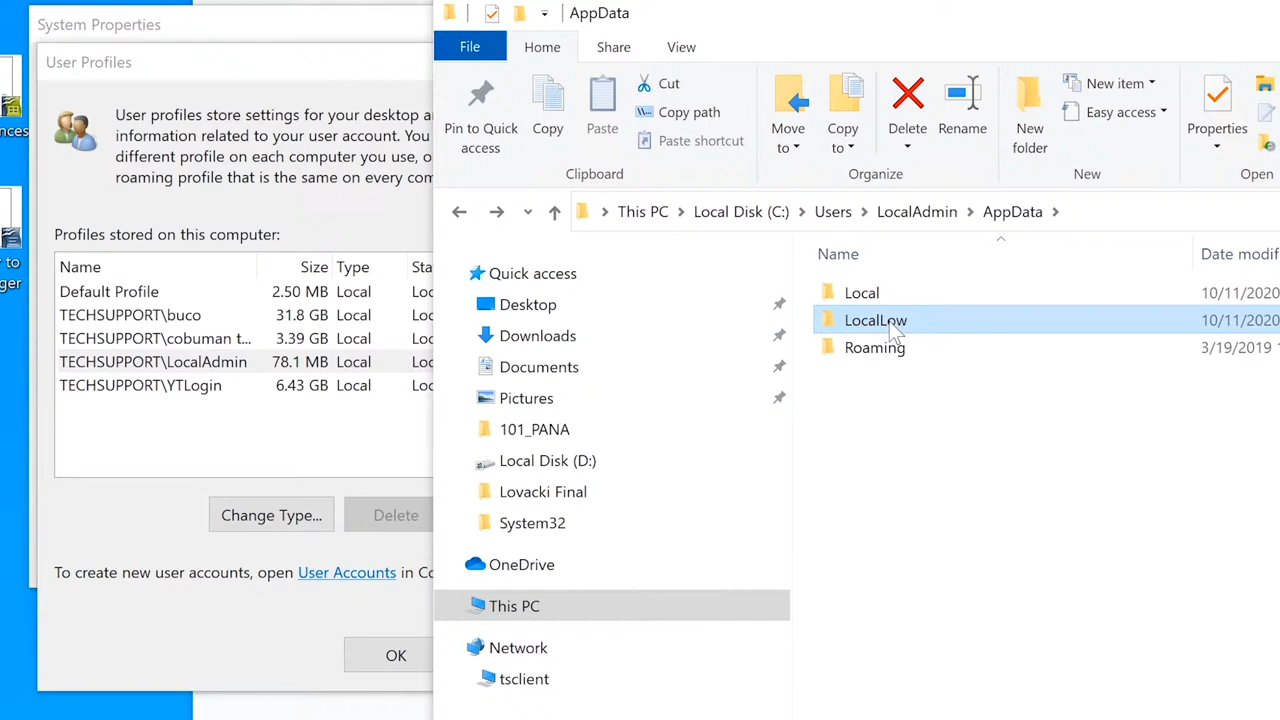 System Properties
User Profiles
User profiles store settings for your desktop a
information related to your user account. You
different profile on each computer you use, o
roaming profile that is the same on every com
Profiles stored on this computer:
Name Size Type Sta
Default Profile 2.50 MB Local Loc
TECHSUPPORT\buco 31.8 GB Local Loc
TECHSUPPORT\cobuman t... 3.39 GB Local Loc
TECHSUPPORT\LocalAdmin 78.1 MB Local Loc
TECHSUPPORT\YTLogin 6.43 GB Local Loc
Change Type... Delete
To create new user accounts, open User Accounts in Co
OK
nces
r to
ger
AppData
File Home Share View
Pin to Quick access
Copy
Paste
Cut
Copy path
Paste shortcut
Clipboard
Move to
Copy to
Delete
Rename
Organize
New folder
New item
Easy access
New
Properties
Open
This PC > Local Disk (C:) > Users > LocalAdmin > AppData >
Quick access
Desktop
Downloads
Documents
Pictures
101_PANA
Local Disk (D:)
Lovacki Final
System32
OneDrive
This PC
Network
tsclient
Name Date modif
Local 10/11/2020
LocalLow 10/11/2020
Roaming 3/19/2019 1